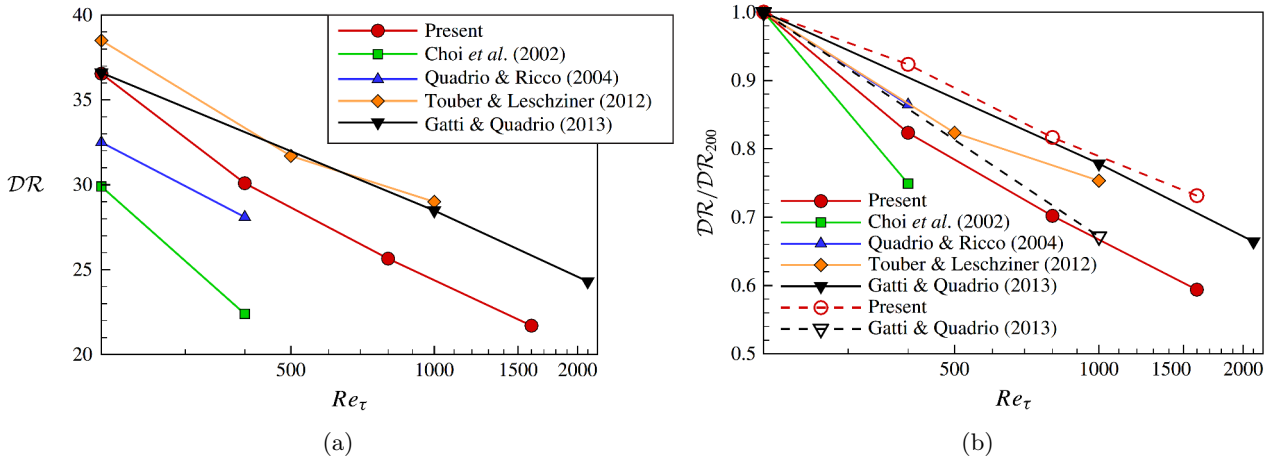 40
35
30
25
20
DR
500
1000
1500
2000
Re_τ
Present
Choi et al. (2002)
Quadrio & Ricco (2004)
Touber & Leschziner (2012)
Gatti & Quadrio (2013)
(a)
1.0
0.9
0.8
0.7
0.6
0.5
DR/DR_200
500
1000
1500
2000
Re_τ
Present
Choi et al. (2002)
Quadrio & Ricco (2004)
Touber & Leschziner (2012)
Gatti & Quadrio (2013)
Present
Gatti & Quadrio (2013)
(b)